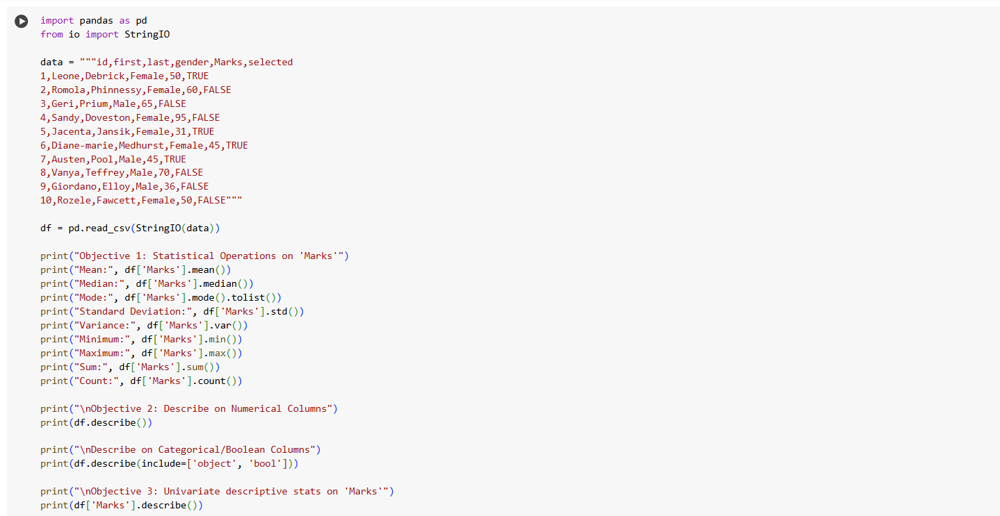 import pandas as pd
from io import StringIO
data = """id,first,last,gender,Marks,selected
1,Leone,Debrick,Female,50,TRUE
2,Romola,Phinnessy,Female,60,FALSE
3,Geri,Prium,Male,65,FALSE
4,Sandy,Doveston,Female,95,FALSE
5,Jacenta,Jansik,Female,31,TRUE
6,Diane-marie,Medhurst,Female,45,TRUE
7,Austen,Pool,Male,45,TRUE
8,Vanya,Teffrey,Male,70,FALSE
9,Giordano,Elloy,Male,36,FALSE
10,Rozele,Fawcett,Female,50,FALSE"""
df = pd.read_csv(StringIO(data))
print("Objective 1: Statistical Operations on 'Marks'")
print("Mean:", df['Marks'].mean())
print("Median:", df['Marks'].median())
print("Mode:", df['Marks'].mode().tolist())
print("Standard Deviation:", df['Marks'].std())
print("Variance:", df['Marks'].var())
print("Minimum:", df['Marks'].min())
print("Maximum:", df['Marks'].max())
print("Sum:", df['Marks'].sum())
print("Count:", df['Marks'].count())
print("\nObjective 2: Describe on Numerical Columns")
print(df.describe())
print("\nDescribe on Categorical/Boolean Columns")
print(df.describe(include=['object', 'bool']))
print("\nObjective 3: Univariate descriptive stats on 'Marks'")
print(df['Marks'].describe())